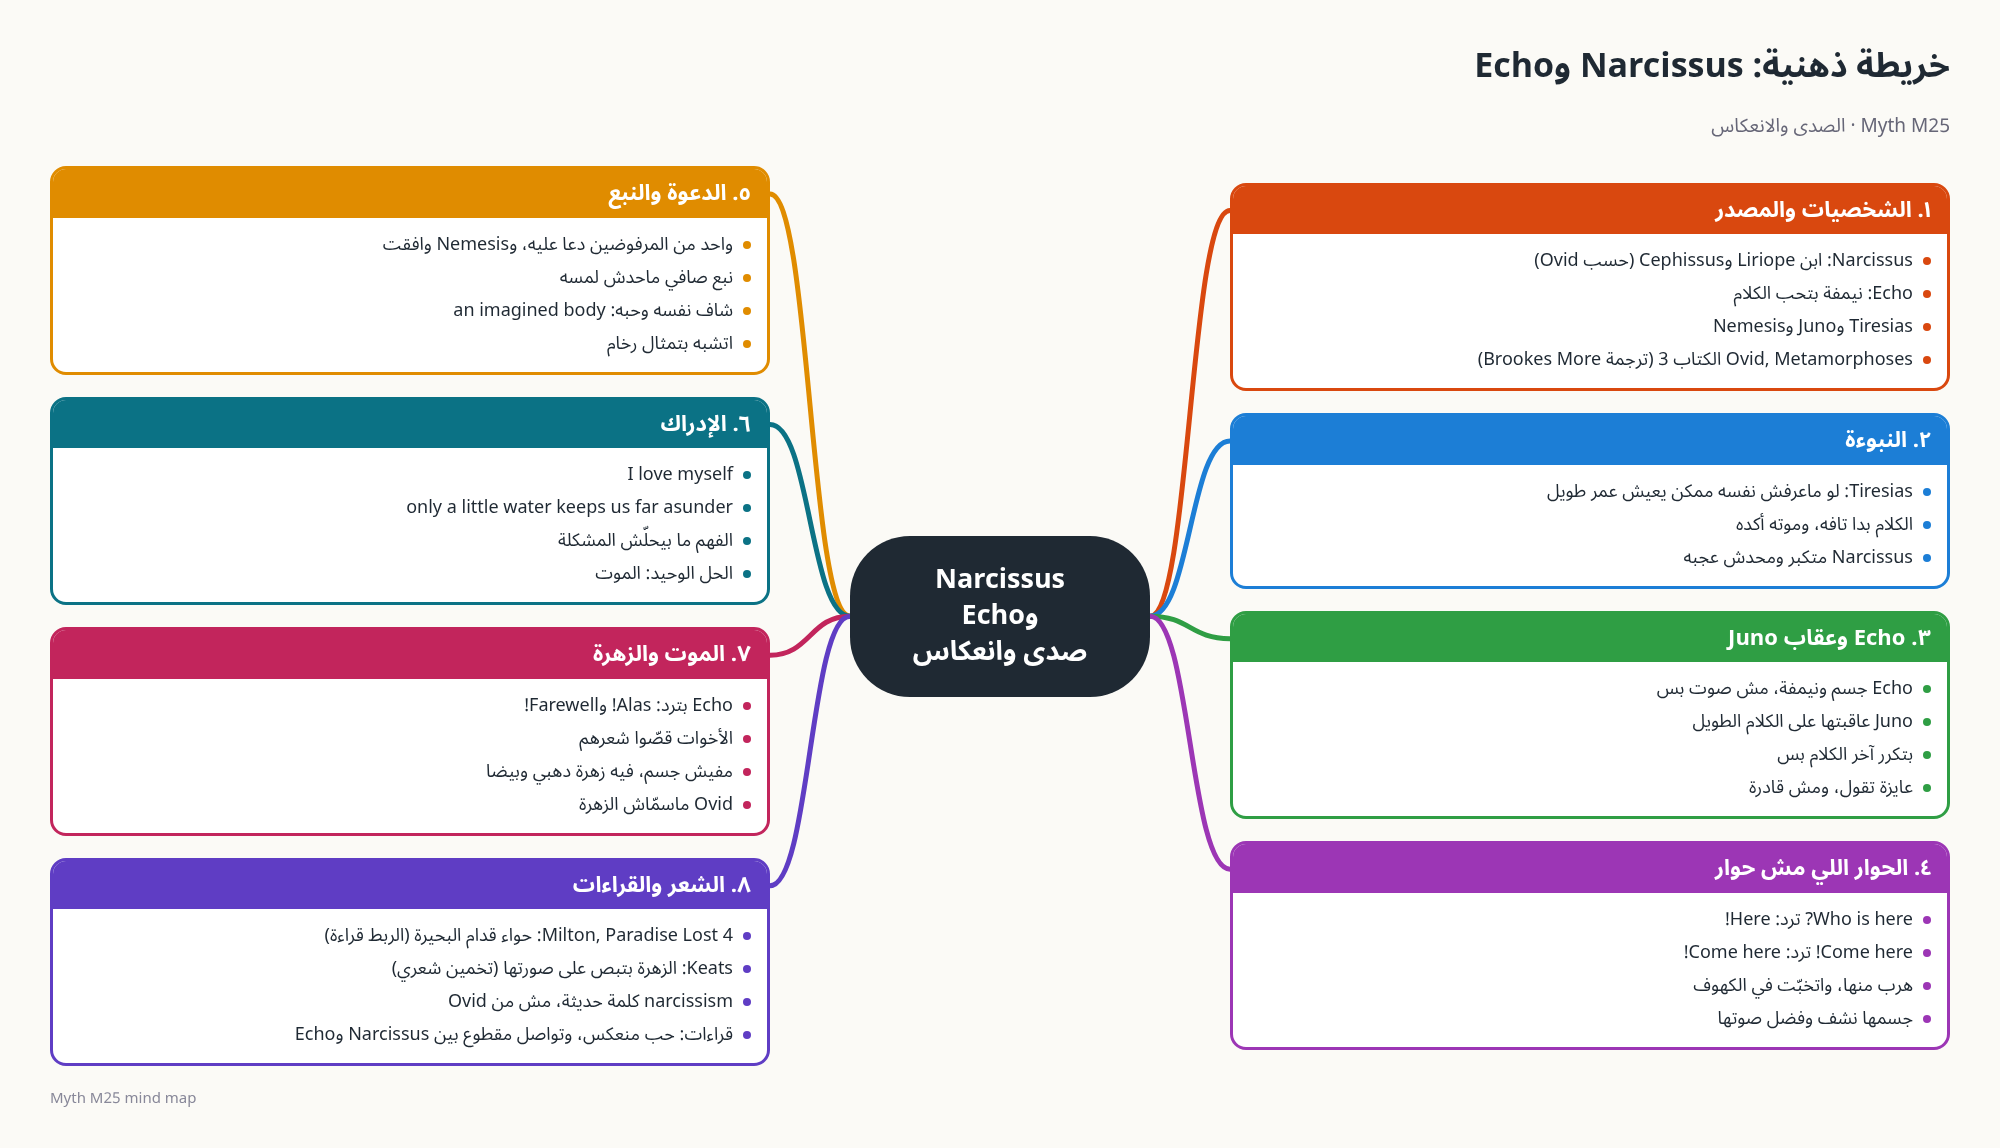 خريطة ذهنية: Narcissus وEcho
Myth M25 · الصدى والانعكاس
١. الشخصيات والمصدر
Narcissus: ابن Liriope وCephissus (حسب Ovid)
Echo: نيمفة بتحب الكلام
Tiresias وJuno وNemesis
Ovid, Metamorphoses الكتاب 3 (ترجمة Brookes More)
٢. النبوءة
Tiresias: لو ماعرفش نفسه ممكن يعيش عمر طويل
الكلام بدا تافه، وموته أكده
Narcissus متكبر ومحدش عجبه
٣. Echo وعقاب Juno
Echo جسم ونيمفة، مش صوت بس
Juno عاقبتها على الكلام الطويل
بتكرر آخر الكلام بس
عايزة تقول، ومش قادرة
٤. الحوار اللي مش حوار
Who is here? ترد: Here!
Come here! ترد: Come here!
هرب منها، واتخبّت في الكهوف
جسمها نشف وفضل صوتها
Narcissus
وEcho
صدى وانعكاس
٥. الدعوة والنبع
واحد من المرفوضين دعا عليه، وNemesis وافقت
نبع صافي ماحدش لمسه
شاف نفسه وحبه: an imagined body
اتشبه بتمثال رخام
٦. الإدراك
I love myself
only a little water keeps us far asunder
الفهم ما بيحلّش المشكلة
الحل الوحيد: الموت
٧. الموت والزهرة
Echo بترد: Alas! وFarewell!
الأخوات قصّوا شعرهم
مفيش جسم، فيه زهرة دهبي وبيضا
Ovid ماسمّاش الزهرة
٨. الشعر والقراءات
Milton, Paradise Lost 4: حواء قدام البحيرة (الربط قراءة)
Keats: الزهرة بتبص على صورتها (تخمين شعري)
narcissism كلمة حديثة، مش من Ovid
قراءات: حب منعكس، وتواصل مقطوع بين Narcissus وEcho
Myth M25 mind map